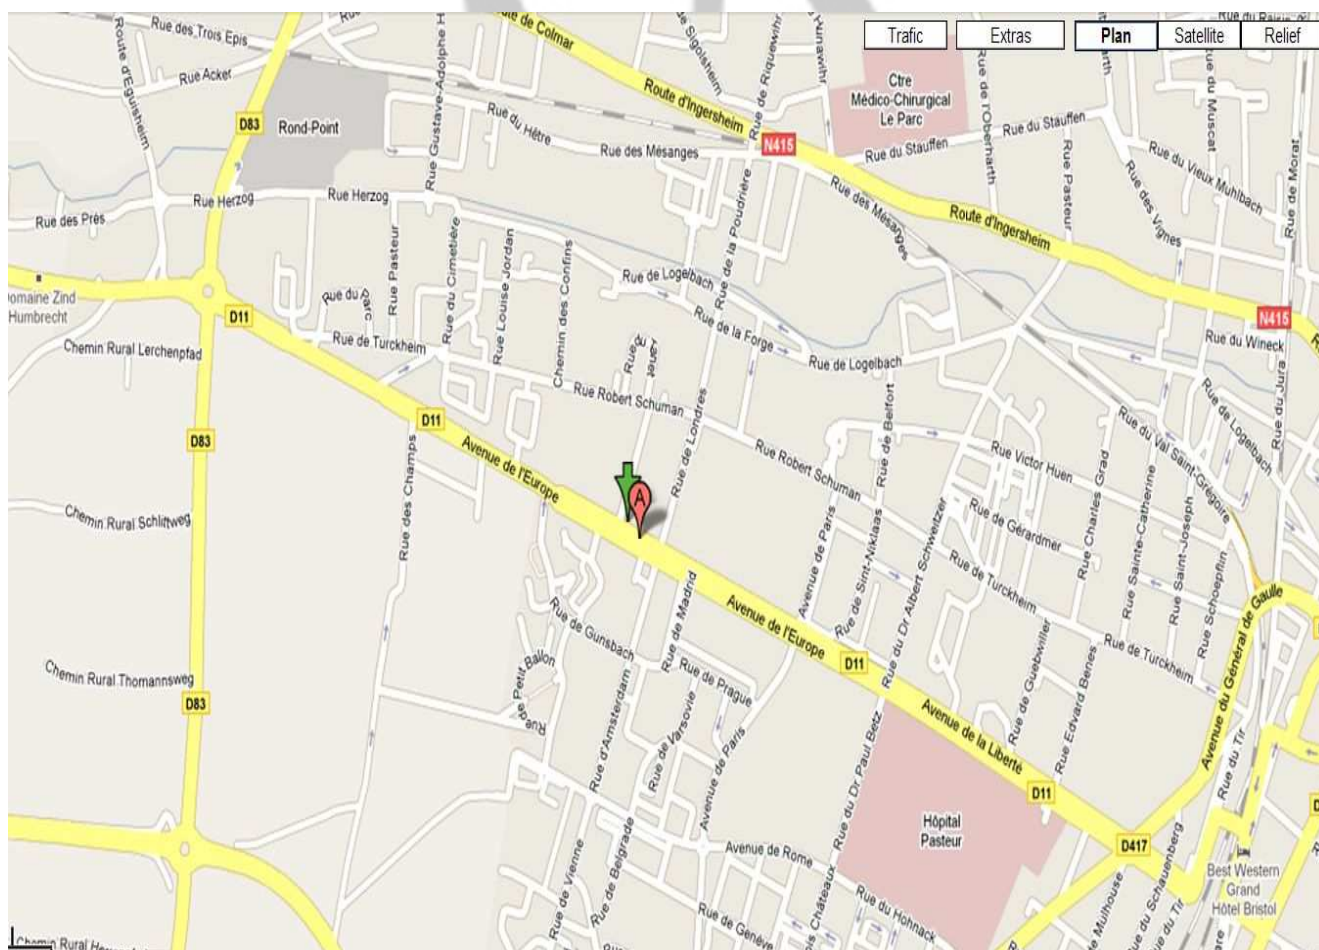 Rue des Trois Epis
Route de Colmar
Trafic
Extras
Plan
Satellite
Relief
Route d'Eguisheim
Rue Acker
Rue Gustave-Adolphe H
Rue Sigolsheim
Rue de Riquewihr
Hunawihr
Ctre
Médico-Chirurgical
Le Parc
Rue de l'Oberharth
Rue du Muscat
Route d'Ingersheim
D83
Rond-Point
Rue du Hêtre
Rue des Mésanges
N415
Rue du Stauffen
Rue du Stauffen
Rue Pasteur
Rue du Vieux Muhlbach
Rue de Morat
Rue des Vignes
Rue des Prés
Rue Herzog
Rue Herzog
Rue de la Poudrière
Rue des Mésanges
Route d'Ingersheim
Rue Pasteur
Rue du Cimetière
Rue Louise Jordan
Chemin des Confins
Rue de Logelbach
Domaine Zind
Humbrecht
D11
Rue du Parc
Rue de Turckheim
Rue de la Forge
Rue de Logelbach
N415
Rue du Wineck
Rue du Jura
Chemin Rural Lerchenpfad
Rue Robert Schuman
Rue de Londres
Rue de Belfort
Rue du Val Saint-Grégoire
Rue de Logelbach
D11
D83
Avenue de l'Europe
Rue Robert Schuman
Rue Victor Huen
Rue Charles Grad
Rue Sainte-Catherine
Rue Saint-Joseph
Rue Schoepflin
Rue des Champs
A
Chemin Rural Schlittweg
Avenue de Paris
Rue de Sint-Niklaas
Rue du Dr Albert Schweitzer
Rue de Gérardmer
Rue de Turckheim
Rue de Madrid
Avenue de l'Europe
Rue de Gunsbach
D11
Rue de Guebwiller
Rue Edvard Benes
Rue de Turckheim
Avenue du Général de Gaulle
Chemin Rural Thomannsweg
D83
Rue de Petit Ballon
Rue d'Amsterdam
Rue de Prague
Rue de Varsovie
Avenue de Paris
Rue du Dr Paul Betz
Avenue de la Liberté
Rue du Tir
D11
Hôpital
Pasteur
D417
Rue de Vienne
Rue de Belgrade
Avenue de Rome
Châteaux
Rue du Hohnack
Rue de Genève
de Mulhouse
Rue du Schauenberg
Rue du Tir
Best Western
Grand
Hôtel Bristol
Chemin Rural